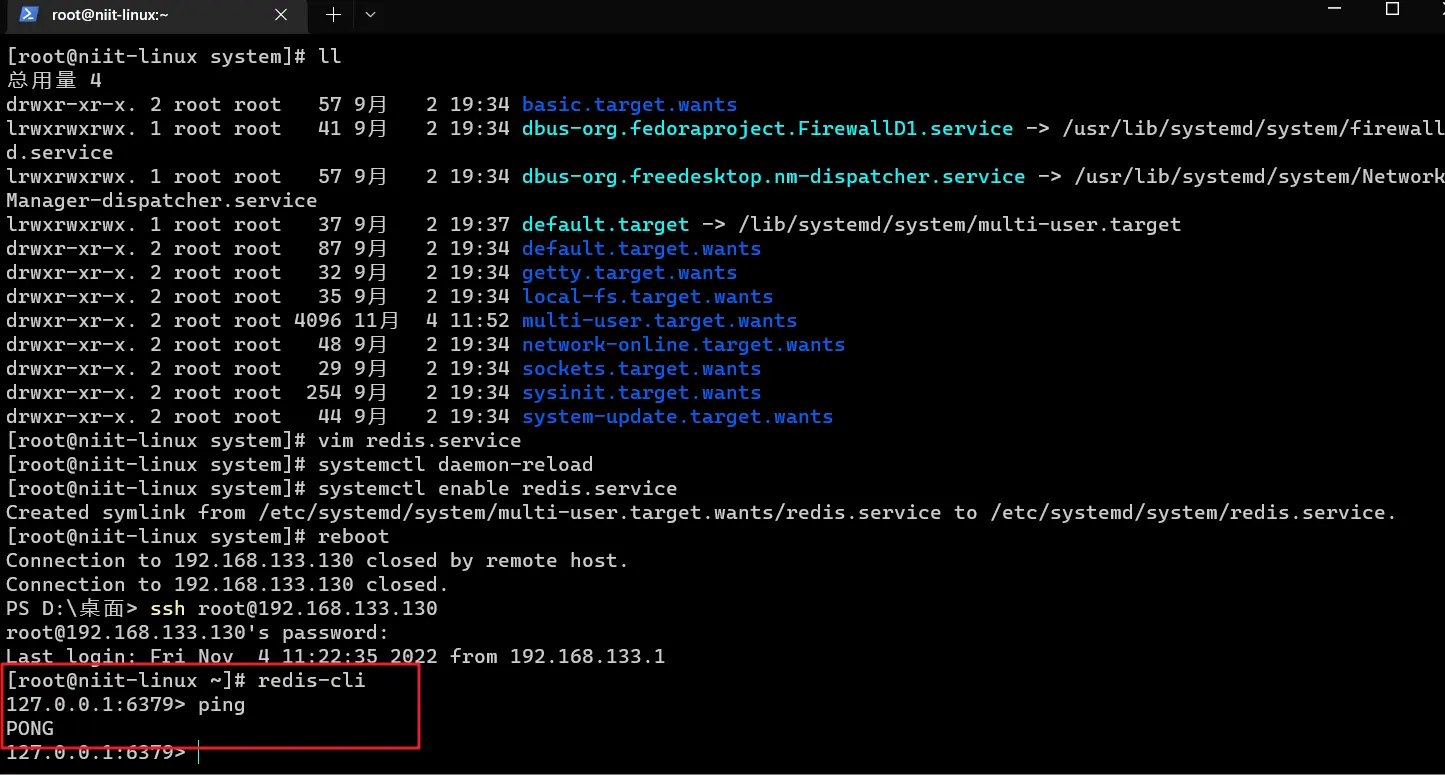 root@niit-linux:~
[root@niit-linux system]# ll
总用量 4
drwxr-xr-x. 2 root root   57 9月   2 19:34 basic.target.wants
lrwxrwxrwx. 1 root root   41 9月   2 19:34 dbus-org.fedoraproject.FirewallD1.service -> /usr/lib/systemd/system/firewall
d.service
lrwxrwxrwx. 1 root root   57 9月   2 19:34 dbus-org.freedesktop.nm-dispatcher.service -> /usr/lib/systemd/system/Network
Manager-dispatcher.service
lrwxrwxrwx. 1 root root   37 9月   2 19:37 default.target -> /lib/systemd/system/multi-user.target
drwxr-xr-x. 2 root root   87 9月   2 19:34 default.target.wants
drwxr-xr-x. 2 root root   32 9月   2 19:34 getty.target.wants
drwxr-xr-x. 2 root root   35 9月   2 19:34 local-fs.target.wants
drwxr-xr-x. 2 root root 4096 11月  4 11:52 multi-user.target.wants
drwxr-xr-x. 2 root root   48 9月   2 19:34 network-online.target.wants
drwxr-xr-x. 2 root root   29 9月   2 19:34 sockets.target.wants
drwxr-xr-x. 2 root root  254 9月   2 19:34 sysinit.target.wants
drwxr-xr-x. 2 root root   44 9月   2 19:34 system-update.target.wants
[root@niit-linux system]# vim redis.service
[root@niit-linux system]# systemctl daemon-reload
[root@niit-linux system]# systemctl enable redis.service
Created symlink from /etc/systemd/system/multi-user.target.wants/redis.service to /etc/systemd/system/redis.service.
[root@niit-linux system]# reboot
Connection to 192.168.133.130 closed by remote host.
Connection to 192.168.133.130 closed.
PS D:\桌面> ssh root@192.168.133.130
root@192.168.133.130's password:
Last login: Fri Nov  4 11:22:35 2022 from 192.168.133.1
[root@niit-linux ~]# redis-cli
127.0.0.1:6379> ping
PONG
127.0.0.1:6379>